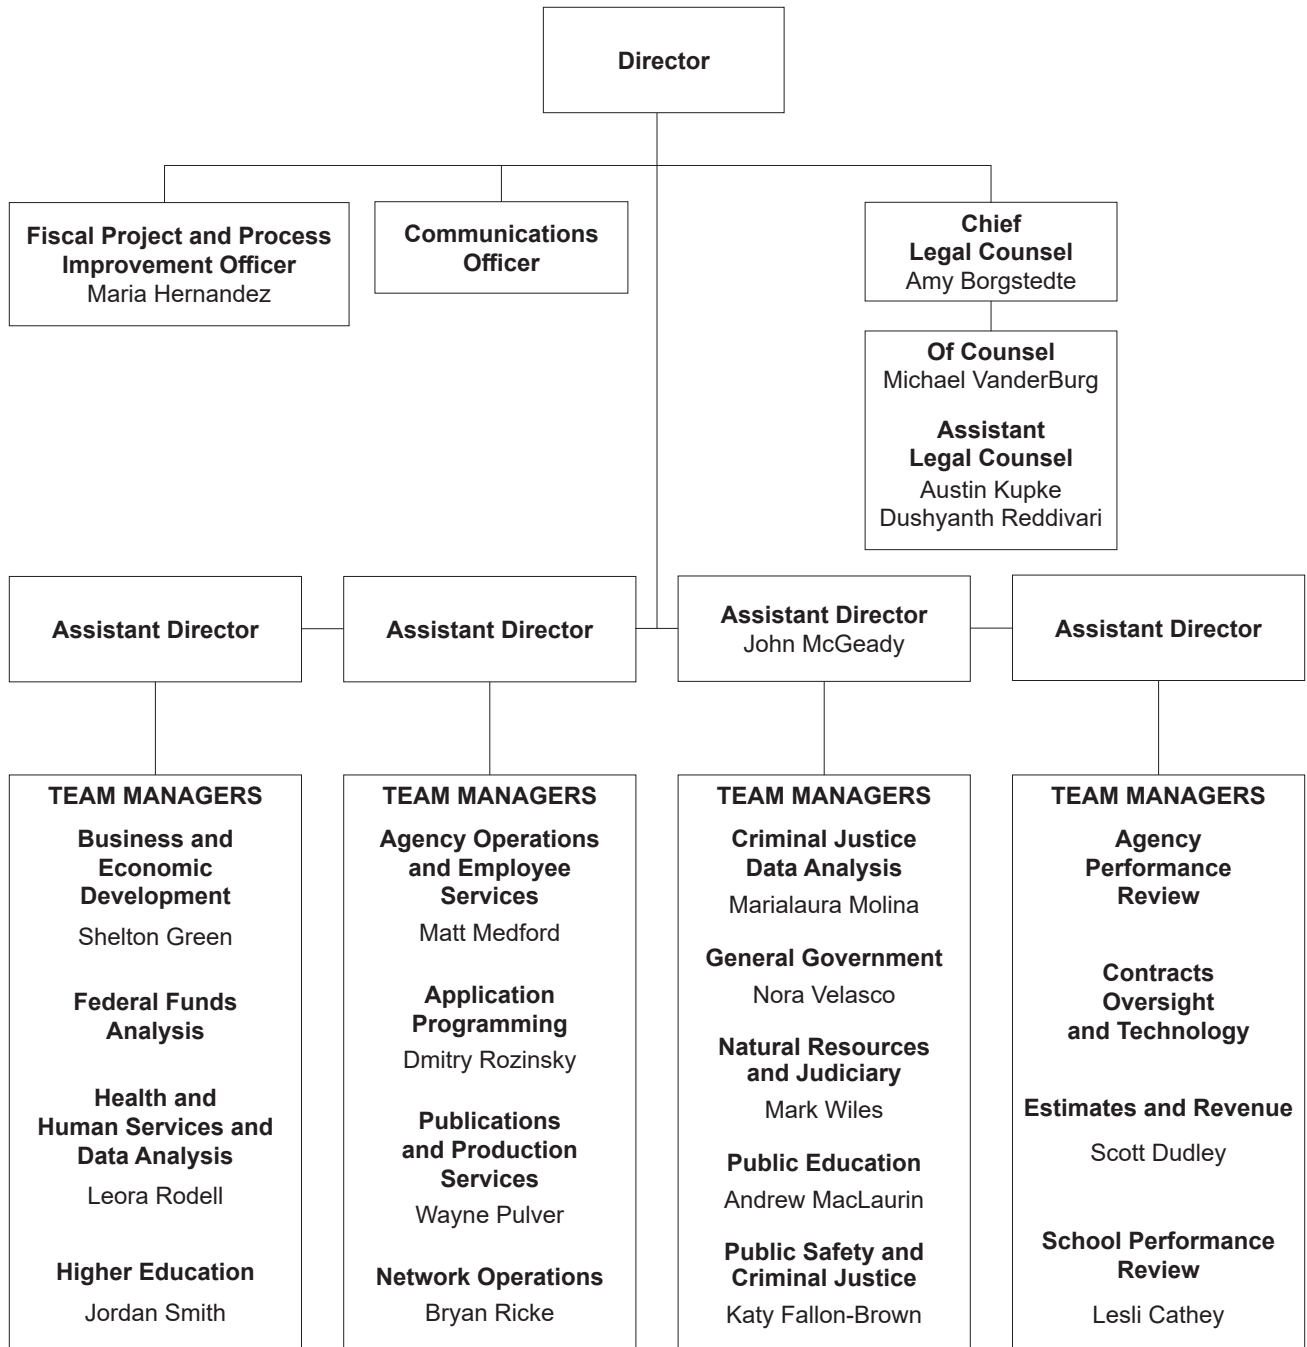 Director
Fiscal Project and Process
Improvement Officer
Maria Hernandez
Communications
Officer
Chief
Legal Counsel
Amy Borgstedte
Of Counsel
Michael VanderBurg
Assistant
Legal Counsel
Austin Kupke
Dushyanth Reddivari
Assistant Director
Assistant Director
Assistant Director
John McGeady
Assistant Director
TEAM MANAGERS
Business and
Economic
Development
Shelton Green
Federal Funds
Analysis
Health and
Human Services and
Data Analysis
Leora Rodell
Higher Education
Jordan Smith
TEAM MANAGERS
Agency Operations
and Employee
Services
Matt Medford
Application
Programming
Dmitry Rozinsky
Publications
and Production
Services
Wayne Pulver
Network Operations
Bryan Ricke
TEAM MANAGERS
Criminal Justice
Data Analysis
Marialaura Molina
General Government
Nora Velasco
Natural Resources
and Judiciary
Mark Wiles
Public Education
Andrew MacLaurin
Public Safety and
Criminal Justice
Katy Fallon-Brown
TEAM MANAGERS
Agency
Performance
Review
Contracts
Oversight
and Technology
Estimates and Revenue
Scott Dudley
School Performance
Review
Lesli Cathey